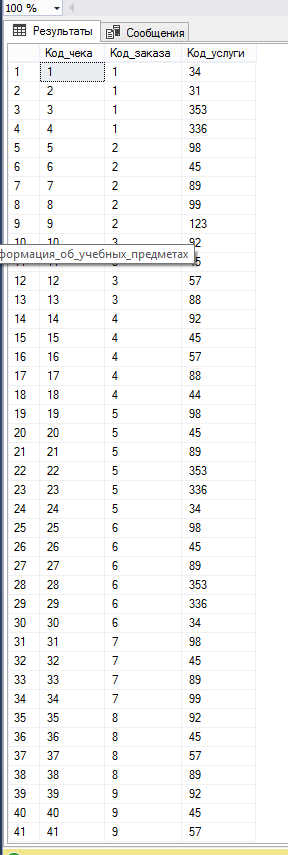 100 %
Результаты Сообщения
Код_чека Код_заказа Код_услуги
1 1 1 34
2 2 1 31
3 3 1 353
4 4 1 336
5 5 2 98
6 6 2 45
7 7 2 89
8 8 2 99
9 9 2 123
10 10 3 92
формация_об_учебных_предметах
12 12 3 57
13 13 3 88
14 14 4 92
15 15 4 45
16 16 4 57
17 17 4 88
18 18 4 44
19 19 5 98
20 20 5 45
21 21 5 89
22 22 5 353
23 23 5 336
24 24 5 34
25 25 6 98
26 26 6 45
27 27 6 89
28 28 6 353
29 29 6 336
30 30 6 34
31 31 7 98
32 32 7 45
33 33 7 89
34 34 7 99
35 35 8 92
36 36 8 45
37 37 8 57
38 38 8 89
39 39 9 92
40 40 9 45
41 41 9 57